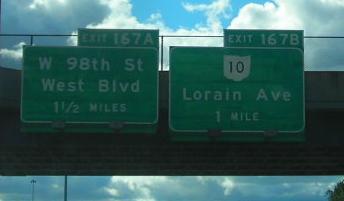 EXIT 167A
W 98th St
West Blvd
1½ MILES
EXIT 167B
10
Lorain Ave
1 MILE